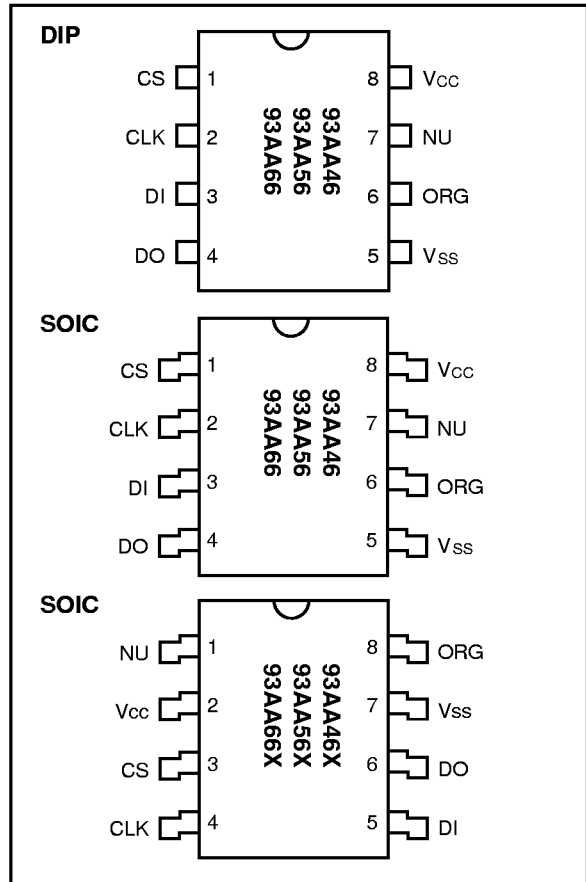 DIP
CS 1 8 VCC
CLK 2 7 NU
DI 3 6 ORG
DO 4 5 VSS
93AA46
93AA56
93AA66
SOIC
CS 1 8 VCC
CLK 2 7 NU
DI 3 6 ORG
DO 4 5 VSS
93AA46
93AA56
93AA66
SOIC
NU 1 8 ORG
Vcc 2 7 VSS
CS 3 6 DO
CLK 4 5 DI
93AA46X
93AA56X
93AA66X